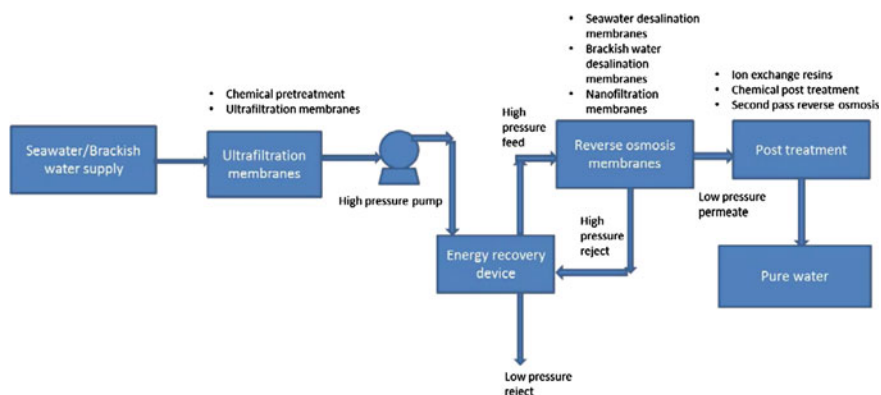 • Seawater desalination
membranes
• Brackish water
desalination
membranes
• Nanofiltration
membranes
• Ion exchange resins
• Chemical post treatment
• Second pass reverse osmosis
• Chemical pretreatment
• Ultrafiltration membranes
High
pressure
feed
Seawater/Brackish
water supply
Ultrafiltration
membranes
Reverse osmosis
membranes
Post treatment
High pressure pump
Low pressure
permeate
High
pressure
reject
Energy recovery
device
Pure water
Low pressure
reject